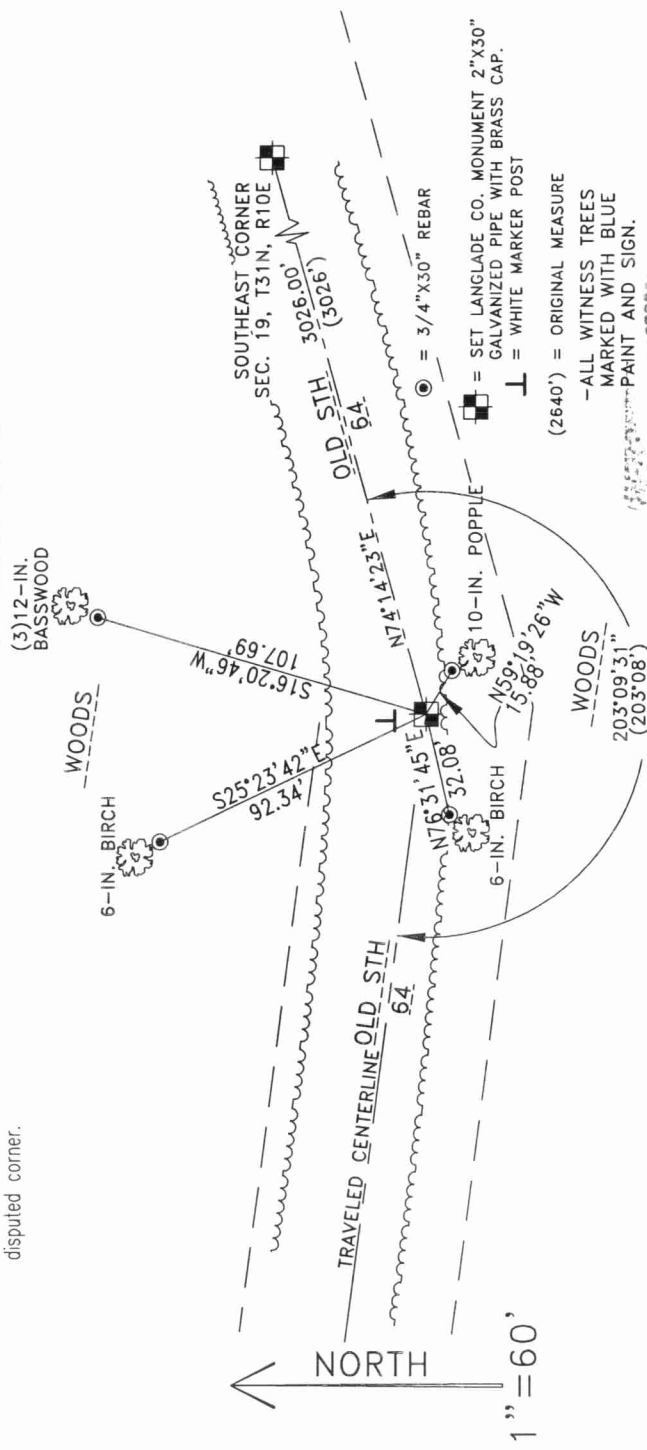 disputed corner.
(3)12-IN.
BASSWOOD
WOODS
6-IN. BIRCH
S16°20'46"W
107.69'
S25°23'42"E
92.34'
SOUTHEAST CORNER
SEC. 19, T31N, R10E
3026.00'
(3026')
OLD STH
64
N74°14'23"E
N76°31'45"E
32.08'
N59°19'26"W
15.88'
10-IN. POPPLE
6-IN. BIRCH
TRAVELED CENTERLINE
OLD STH
64
WOODS
203°09'31"
(203°08')
= 3/4"X30" REBAR
= SET LANGLADE CO. MONUMENT 2"X30"
GALVANIZED PIPE WITH BRASS CAP.
= WHITE MARKER POST
(2640') = ORIGINAL MEASURE
-ALL WITNESS TREES
MARKED WITH BLUE
PAINT AND SIGN.
NORTH
1"=60'